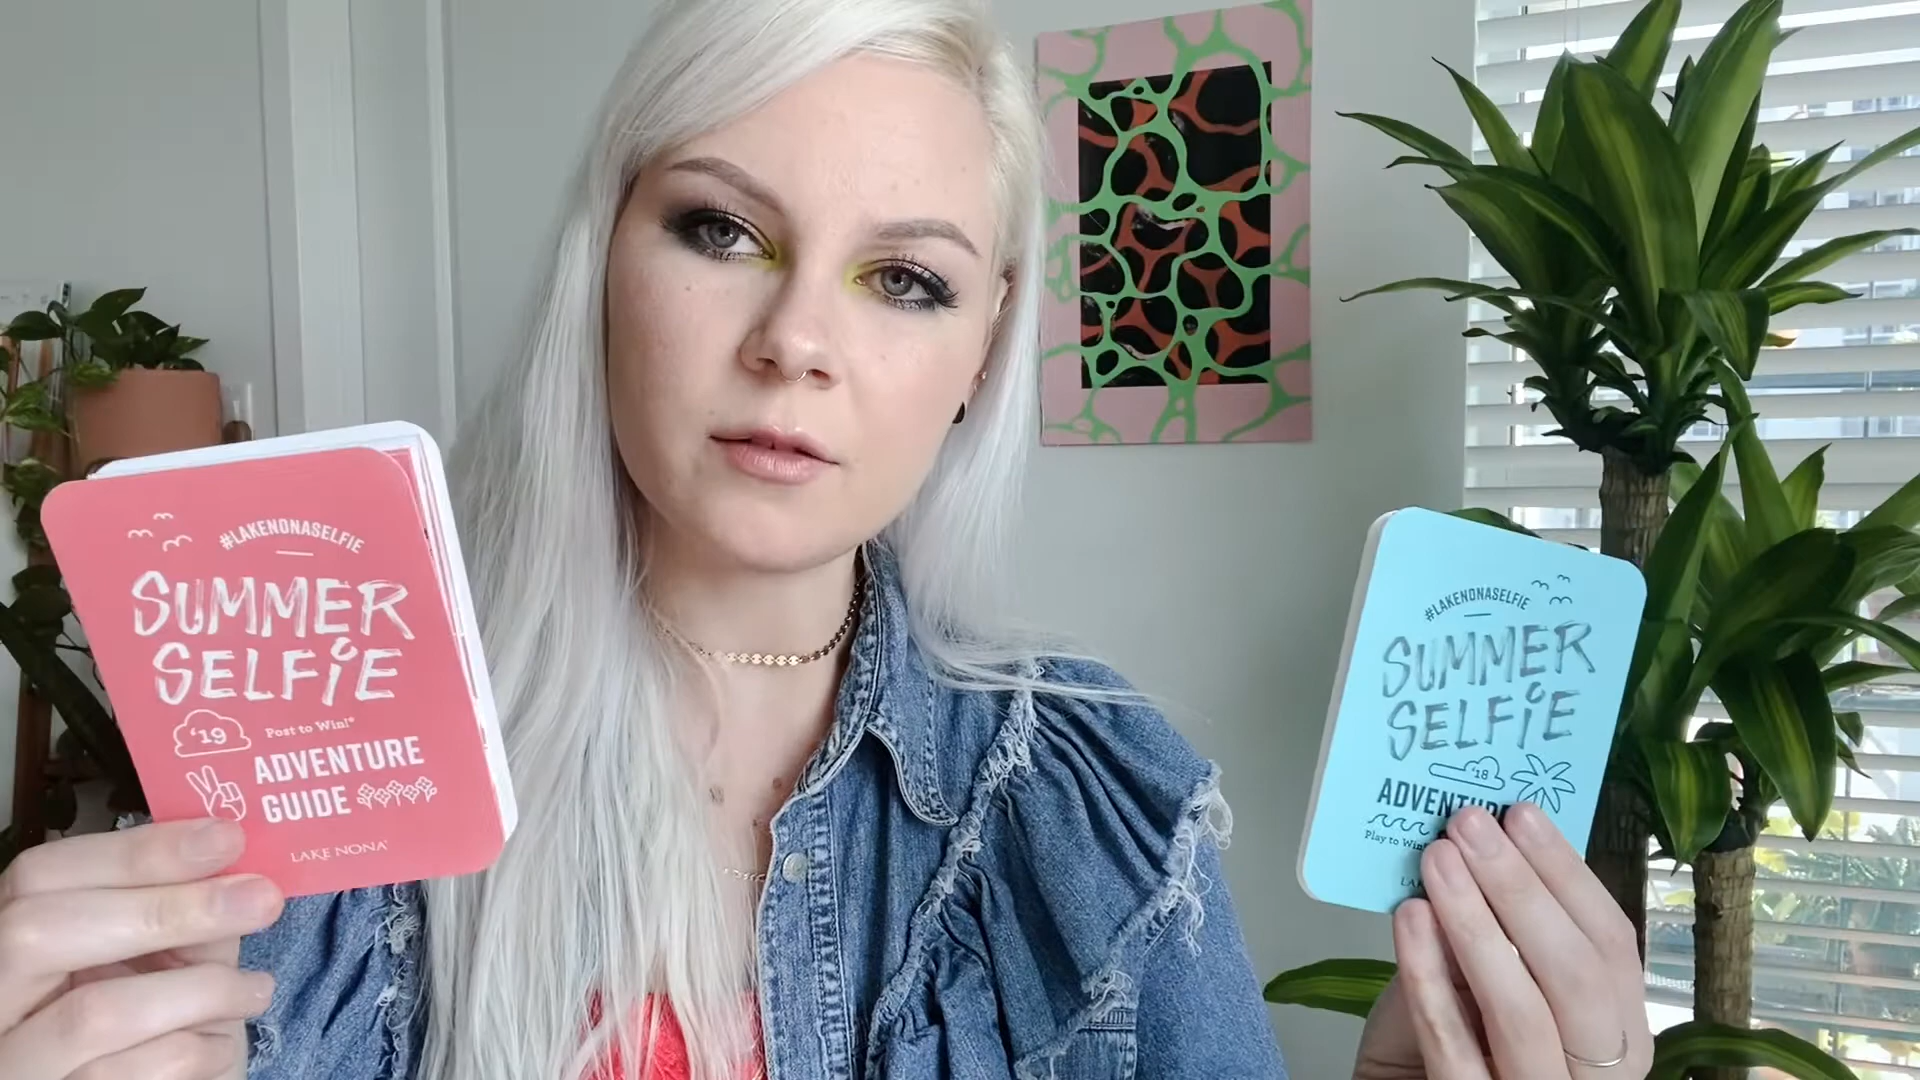 #LAKENONASELFIE
SUMMER
SELFiE
'19
Post to Win!®
ADVENTURE
GUIDE
LAKE NONA®
#LAKENONASELFIE
SUMMER
SELFiE
'18
ADVENTURE
Play to Win